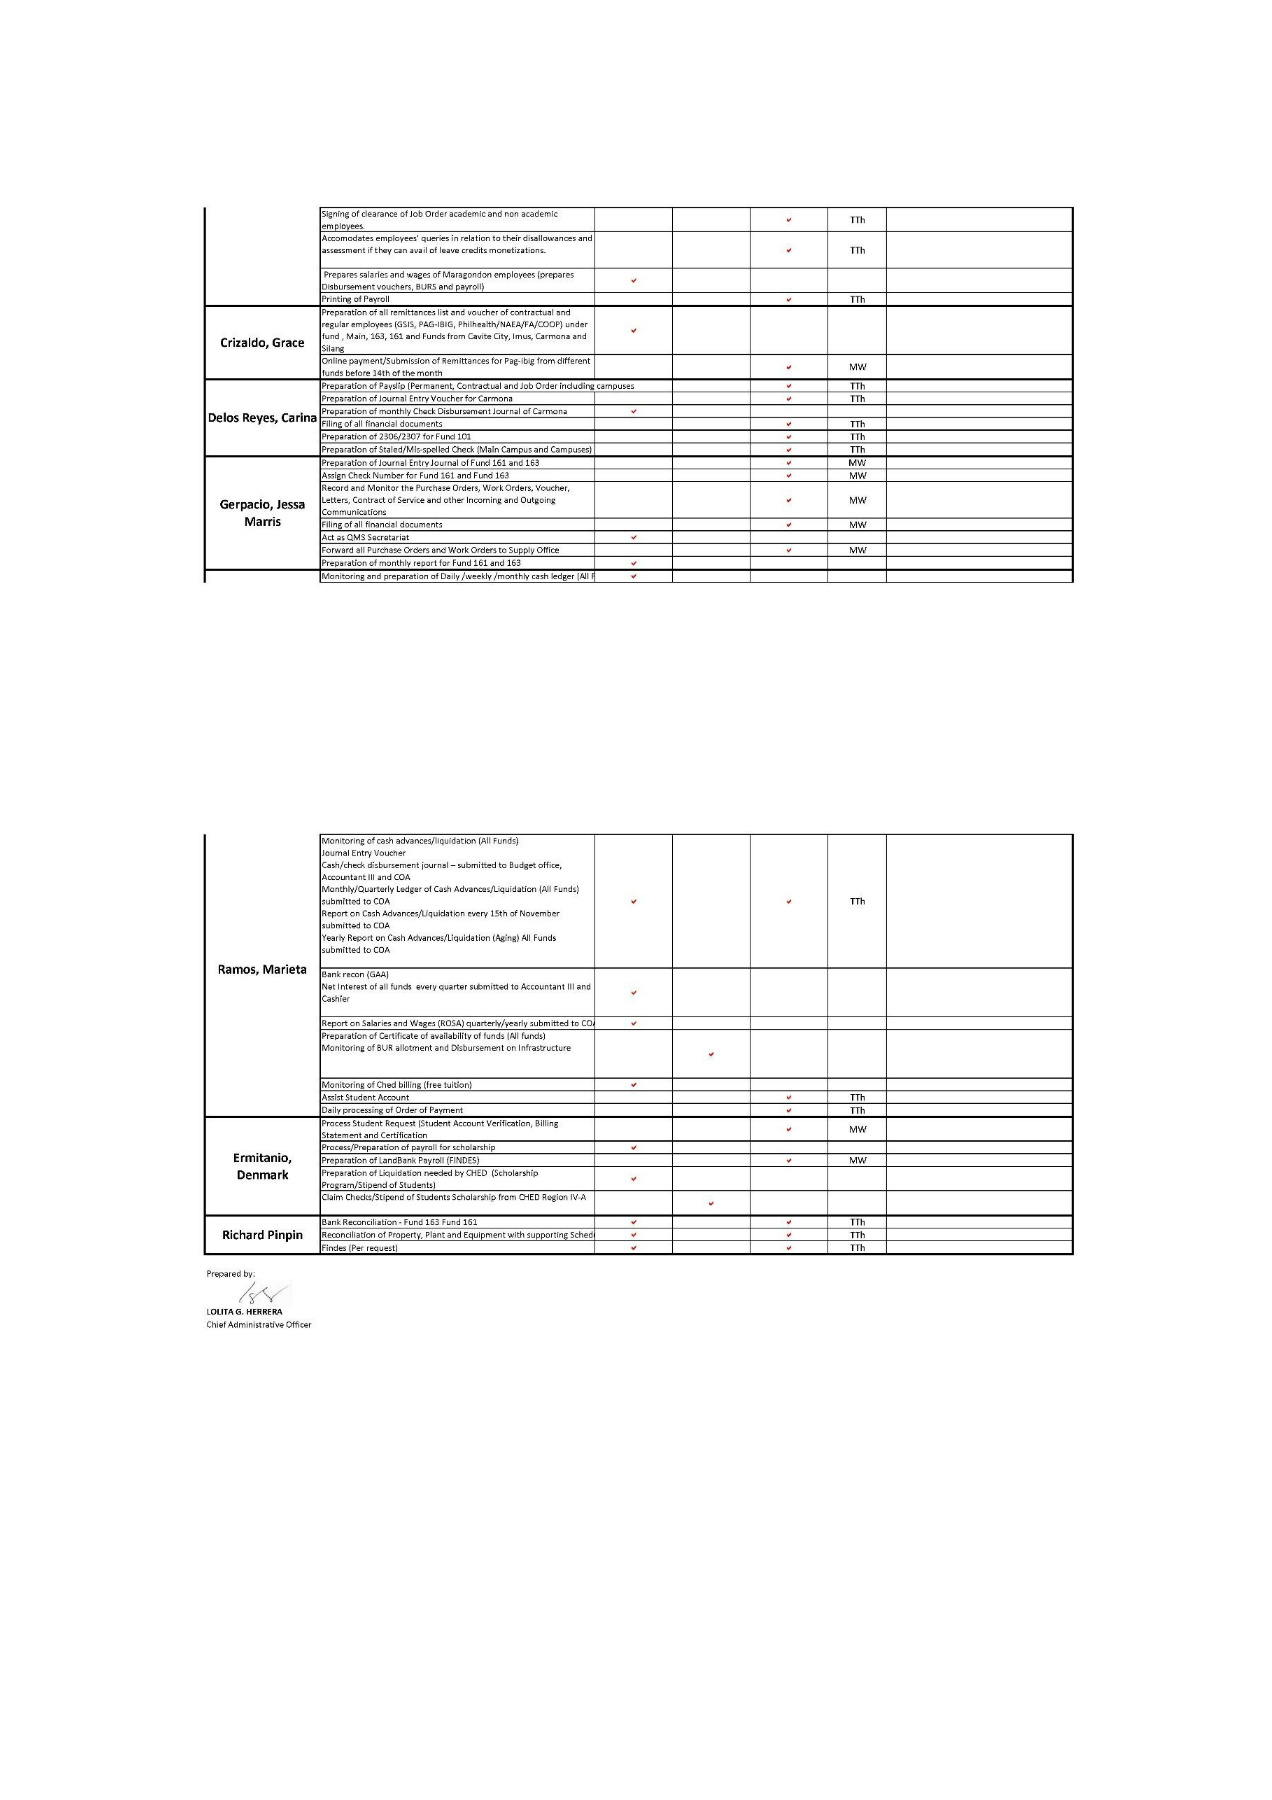 Signing of clearance of Job Order academic and non academic
employees.
✓ TTh
Accomodates employees' queries in relation to their disallowances and
assessment if they can avail of leave credits monetizations.
✓ TTh
Prepares salaries and wages of Maragondon employees (prepares
Disbursement vouchers, BURS and payroll)
✓
Printing of Payroll ✓ TTh
Crizaldo, Grace
Preparation of all remittances list and voucher of contractual and
regular employees (GSIS, PAG-IBIG, Philhealth/NAEA/FA/COOP) under
fund , Main, 163, 161 and Funds from Cavite City, Imus, Carmona and
Silang
✓
Online payment/Submission of Remittances for Pag-ibig from different
funds before 14th of the month
✓ MW
Delos Reyes, Carina
Preparation of Payslip (Permanent, Contractual and Job Order including campuses ✓ TTh
Preparation of Journal Entry Voucher for Carmona ✓ TTh
Preparation of monthly Check Disbursement Journal of Carmona ✓
Filing of all financial documents ✓ TTh
Preparation of 2306/2307 for Fund 101 ✓ TTh
Preparation of Staled/Mis-spelled Check (Main Campus and Campuses) ✓ TTh
Gerpacio, Jessa
Marris
Preparation of Journal Entry Journal of Fund 161 and 163 ✓ MW
Assign Check Number for Fund 161 and Fund 163 ✓ MW
Record and Monitor the Purchase Orders, Work Orders, Voucher,
Letters, Contract of Service and other Incoming and Outgoing
Communications
✓ MW
Filing of all financial documents ✓ MW
Act as QMS Secretariat ✓
Forward all Purchase Orders and Work Orders to Supply Office ✓ MW
Preparation of monthly report for Fund 161 and 163 ✓
Monitoring and preparation of Daily /weekly /monthly cash ledger (All F ✓
Ramos, Marieta
Monitoring of cash advances/liquidation (All Funds)
Journal Entry Voucher
Cash/check disbursement journal – submitted to Budget office,
Accountant III and COA
Monthly/Quarterly Ledger of Cash Advances/Liquidation (All Funds)
submitted to COA
Report on Cash Advances/Liquidation every 15th of November
submitted to COA
Yearly Report on Cash Advances/Liquidation (Aging) All Funds
submitted to COA
✓ ✓ TTh
Bank recon (GAA)
Net Interest of all funds every quarter submitted to Accountant III and
Cashier
✓
Report on Salaries and Wages (ROSA) quarterly/yearly submitted to COA ✓
Preparation of Certificate of availability of funds (All funds)
Monitoring of BUR allotment and Disbursement on Infrastructure
✓
Monitoring of Ched billing (free tuition) ✓
Assist Student Account ✓ TTh
Daily processing of Order of Payment ✓ TTh
Ermitanio,
Denmark
Process Student Request (Student Account Verification, Billing
Statement and Certification
✓ MW
Process/Preparation of payroll for scholarship ✓
Preparation of LandBank Payroll (FINDES) ✓ MW
Preparation of Liquidation needed by CHED (Scholarship
Program/Stipend of Students)
✓
Claim Checks/Stipend of Students Scholarship from CHED Region IV-A
✓
Richard Pinpin
Bank Reconciliation - Fund 163 Fund 161 ✓ ✓ TTh
Reconciliation of Property, Plant and Equipment with supporting Sched ✓ ✓ TTh
Findes (Per request) ✓ ✓ TTh
Prepared by:
LOLITA G. HERRERA
Chief Administrative Officer